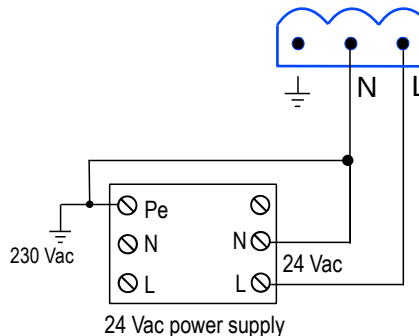 N L
Pe
N N
230 Vac 24 Vac
L L
24 Vac power supply